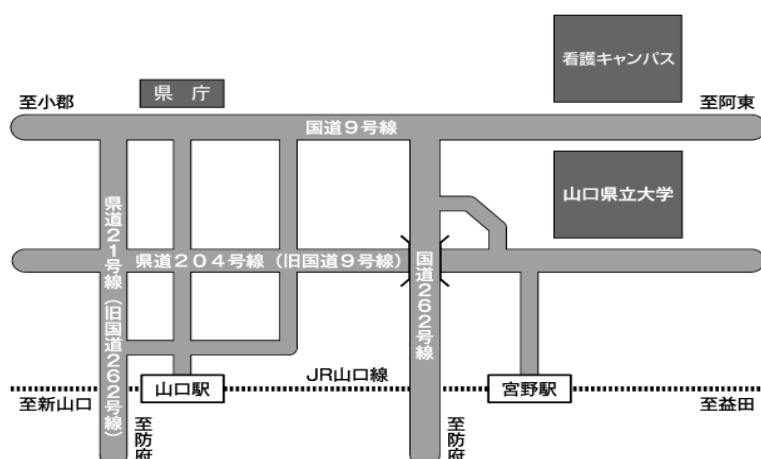 看護キャンパス
県 庁
至小郡
至阿東
国道9号線
山口県立大学
県道21号線(旧国道262号線)
県道204号線(旧国道9号線)
国道262号線
JR山口線
山口駅
宮野駅
至新山口
至益田
至防府
至防府